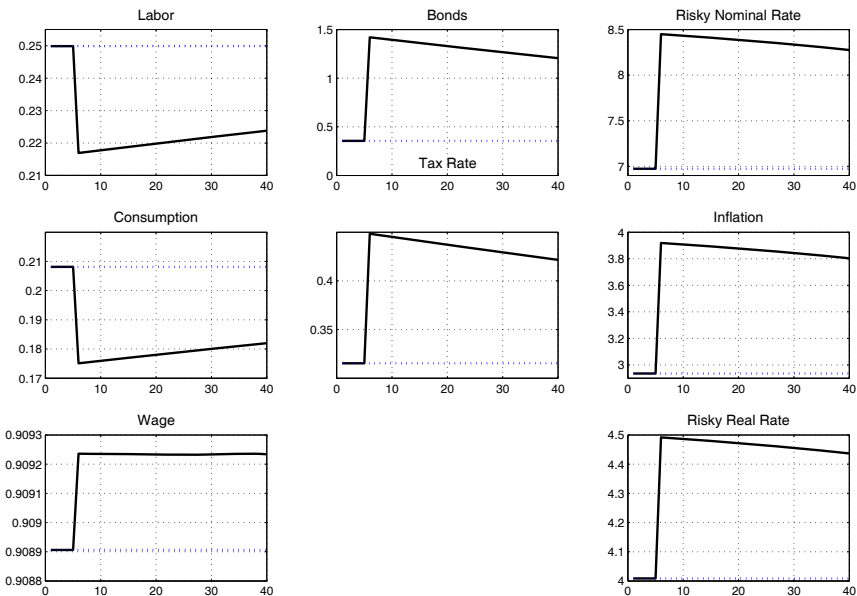 Labor
0.25
0.24
0.23
0.22
0.21
0 10 20 30 40
Bonds
1.5
1
0.5
0
0 10 20 30 40
Risky Nominal Rate
8.5
8
7.5
7
0 10 20 30 40
Consumption
0.21
0.2
0.19
0.18
0.17
0 10 20 30 40
Tax Rate
0.4
0.35
0 10 20 30 40
Inflation
4
3.8
3.6
3.4
3.2
3
0 10 20 30 40
Wage
0.9093
0.9092
0.9091
0.909
0.9089
0.9088
0 10 20 30 40
Risky Real Rate
4.5
4.4
4.3
4.2
4.1
4
0 10 20 30 40